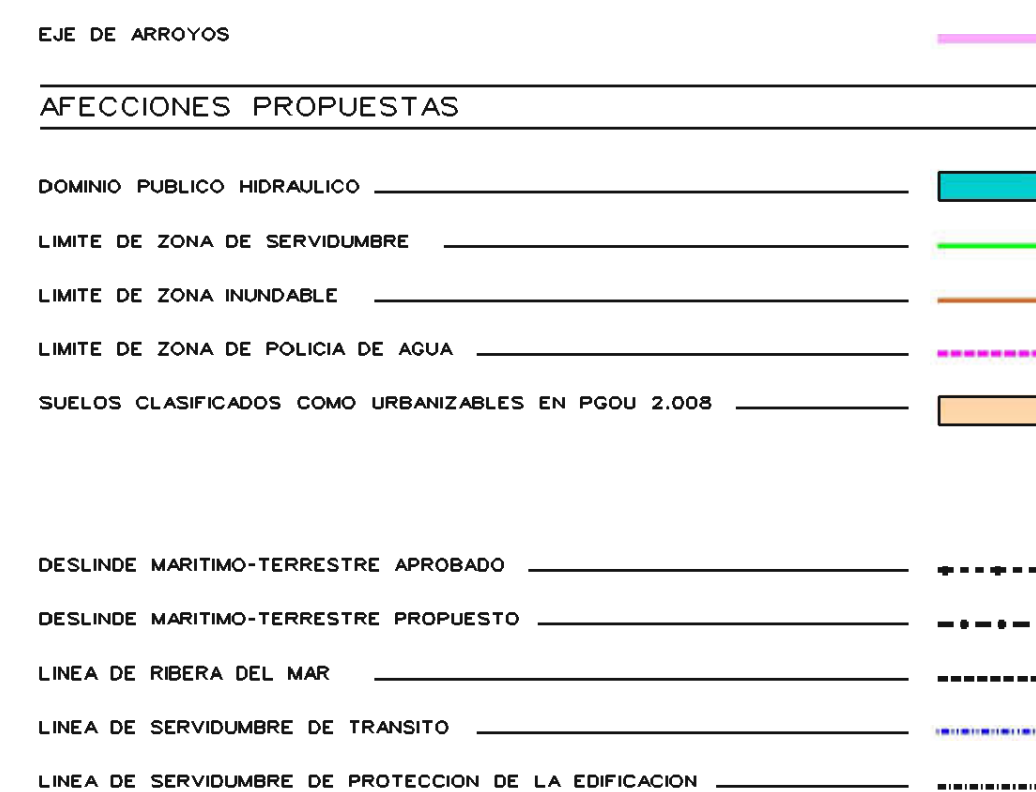 EJE DE ARROYOS
AFECCIONES PROPUESTAS
DOMINIO PUBLICO HIDRAULICO
LIMITE DE ZONA DE SERVIDUMBRE
LIMITE DE ZONA INUNDABLE
LIMITE DE ZONA DE POLICIA DE AGUA
SUELOS CLASIFICADOS COMO URBANIZABLES EN PGOU 2.008
DESLINDE MARITIMO-TERRESTRE APROBADO
DESLINDE MARITIMO-TERRESTRE PROPUESTO
LINEA DE RIBERA DEL MAR
LINEA DE SERVIDUMBRE DE TRANSITO
LINEA DE SERVIDUMBRE DE PROTECCION DE LA EDIFICACION